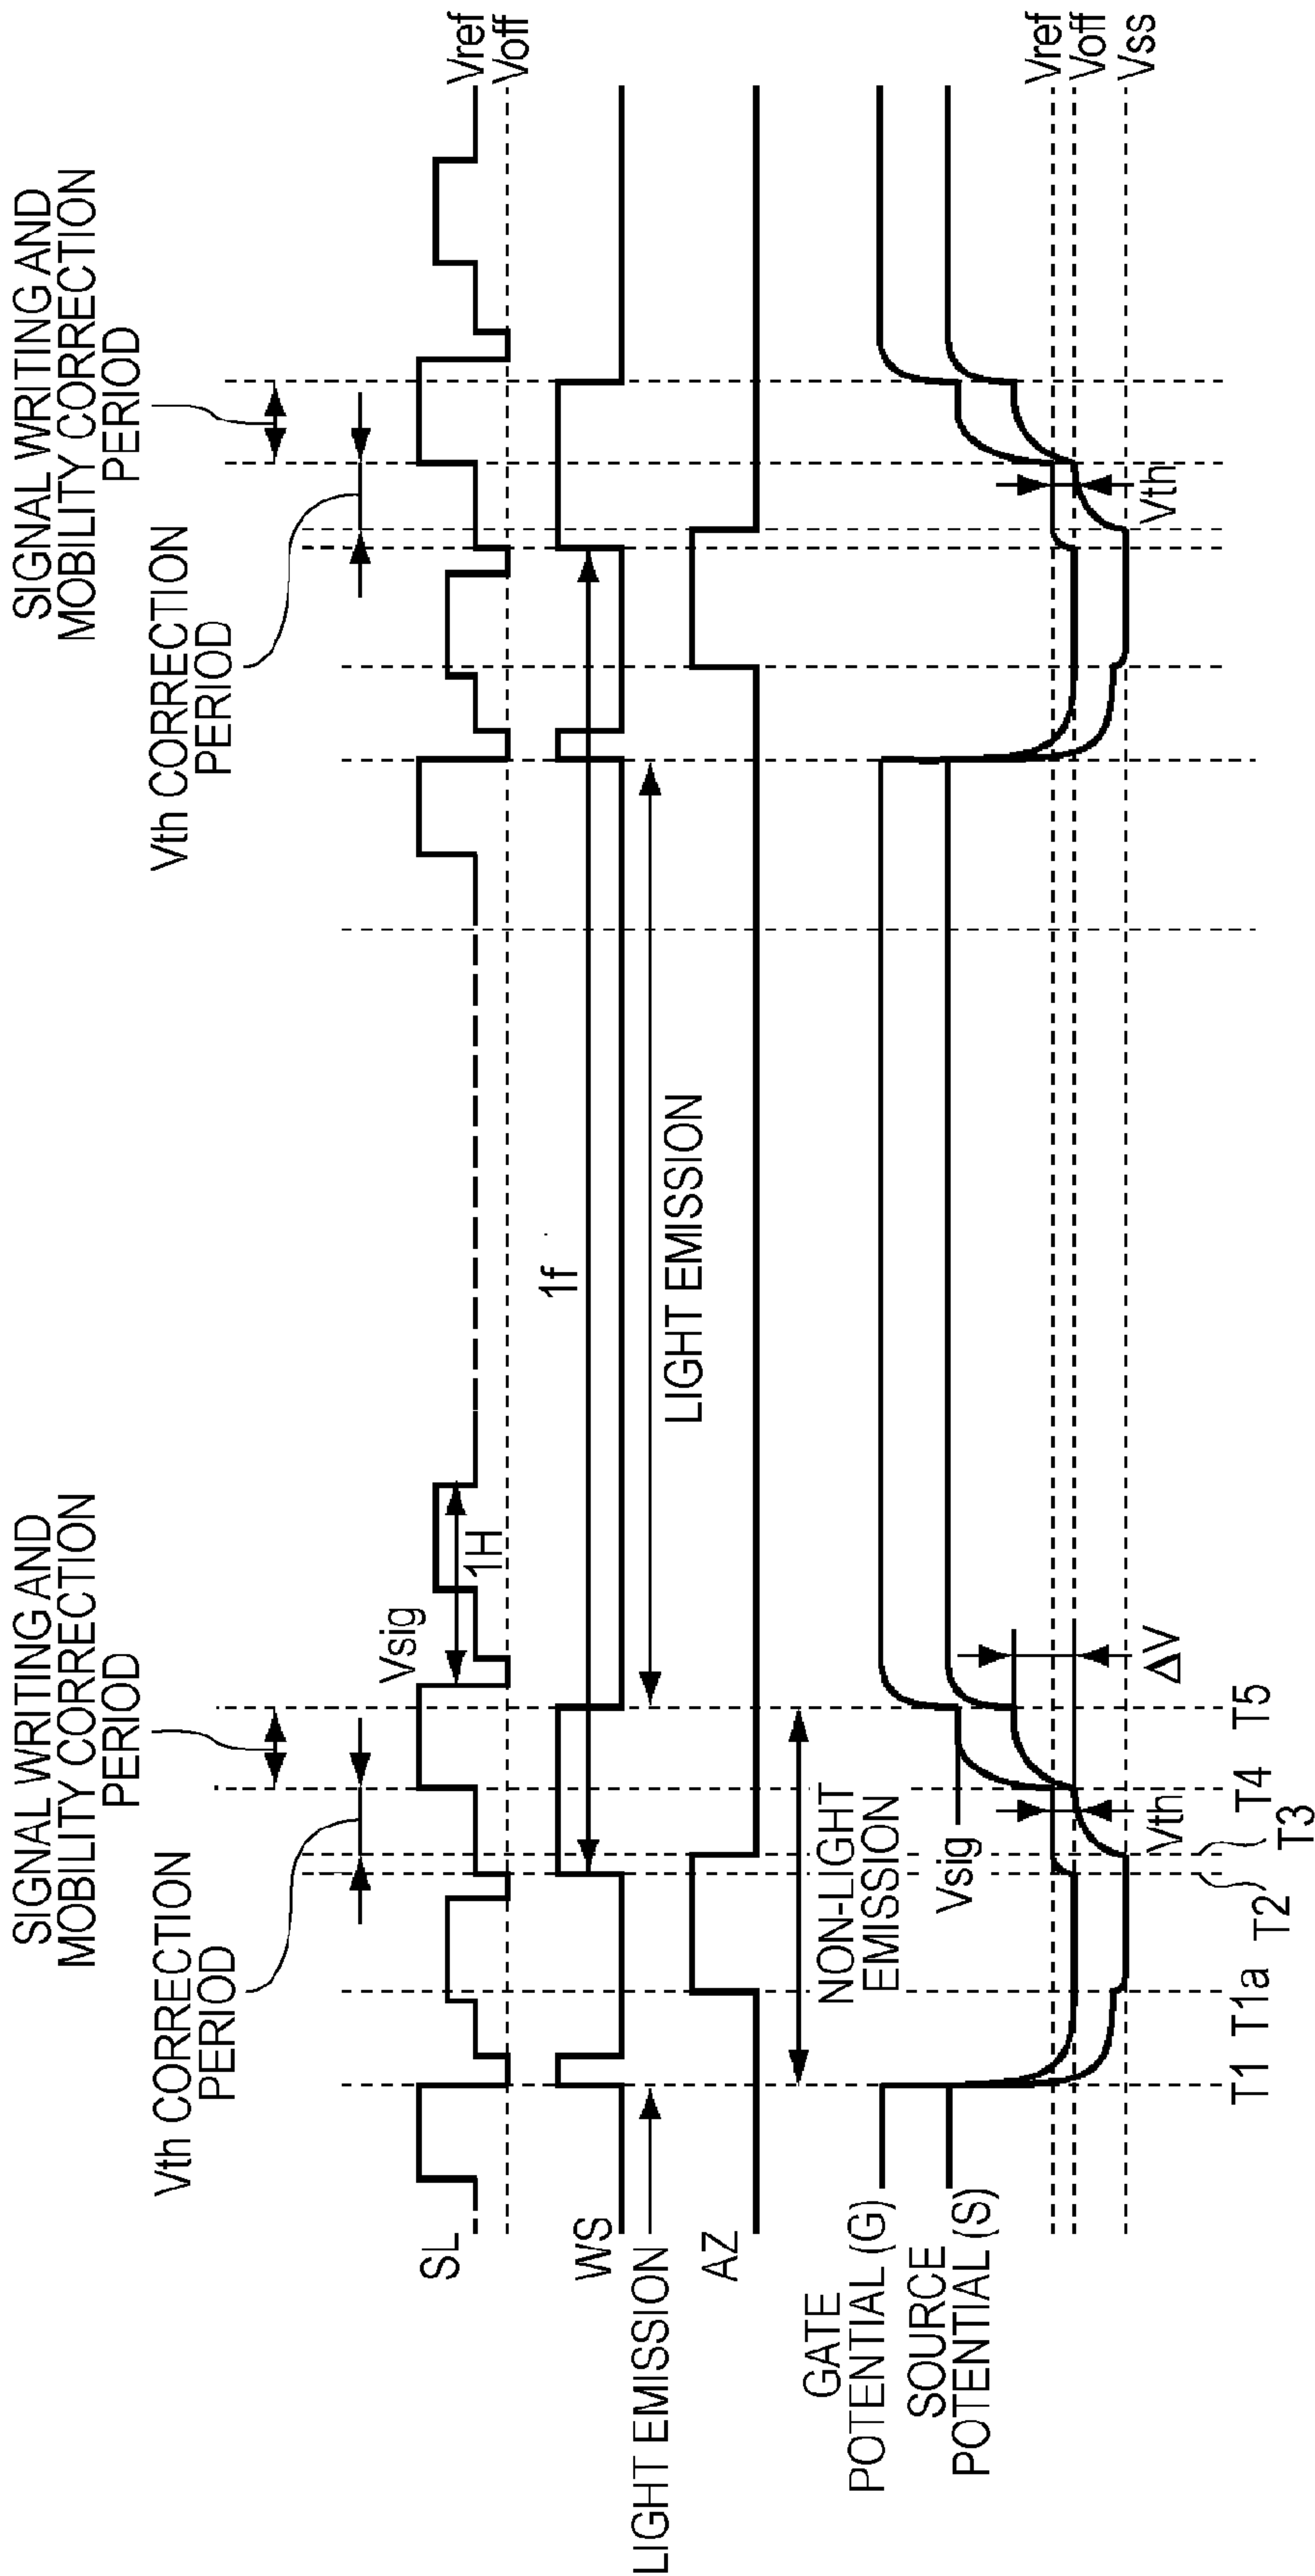 SIGNAL WRITING AND
MOBILITY CORRECTION
PERIOD
Vth CORRECTION
PERIOD
SIGNAL WRITING AND
MOBILITY CORRECTION
PERIOD
Vth CORRECTION
PERIOD
SL
Vsig
1H
Vref
Voff
WS
1f
LIGHT EMISSION
LIGHT EMISSION
AZ
NON-LIGHT
EMISSION
GATE
POTENTIAL (G)
SOURCE
POTENTIAL (S)
Vsig
Vth
ΔV
Vth
Vref
Voff
Vss
T1
T1a
T2
T3
T4
T5